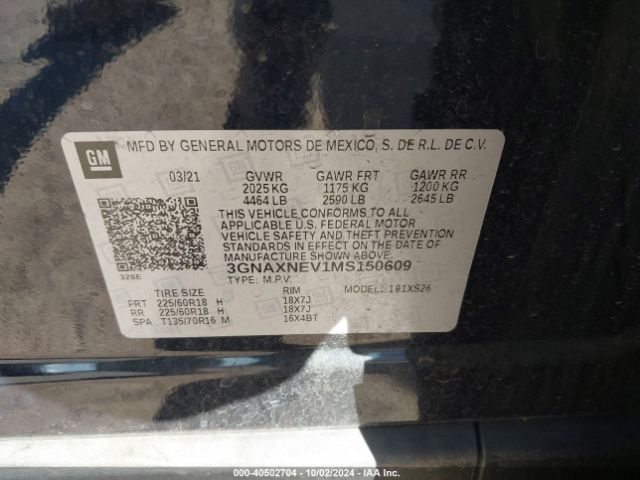 GM
MFD BY GENERAL MOTORS DE MEXICO, S. DE R.L. DE C.V.
03/21 GVWR GAWR FRT GAWR RR
2025 KG 1175 KG 1200 KG
4464 LB 2590 LB 2645 LB
THIS VEHICLE CONFORMS TO ALL
APPLICABLE U.S. FEDERAL MOTOR
VEHICLE SAFETY, BUMPER, AND THEFT
PREVENTION STANDARDS IN EFFECT ON
THE DATE OF MANUFACTURE SHOWN ABOVE.
3GNAXNEV1MS150609
328E TYPE: M.P.V. MODEL: 191XS26
TIRE SIZE RIM
FRT 225/60R18 H 18X7J
RR 225/60R18 H 18X7J
SPA T135/70R16 M 16X4BT
000-40502704 - 10/02/2024 - IAA Inc.